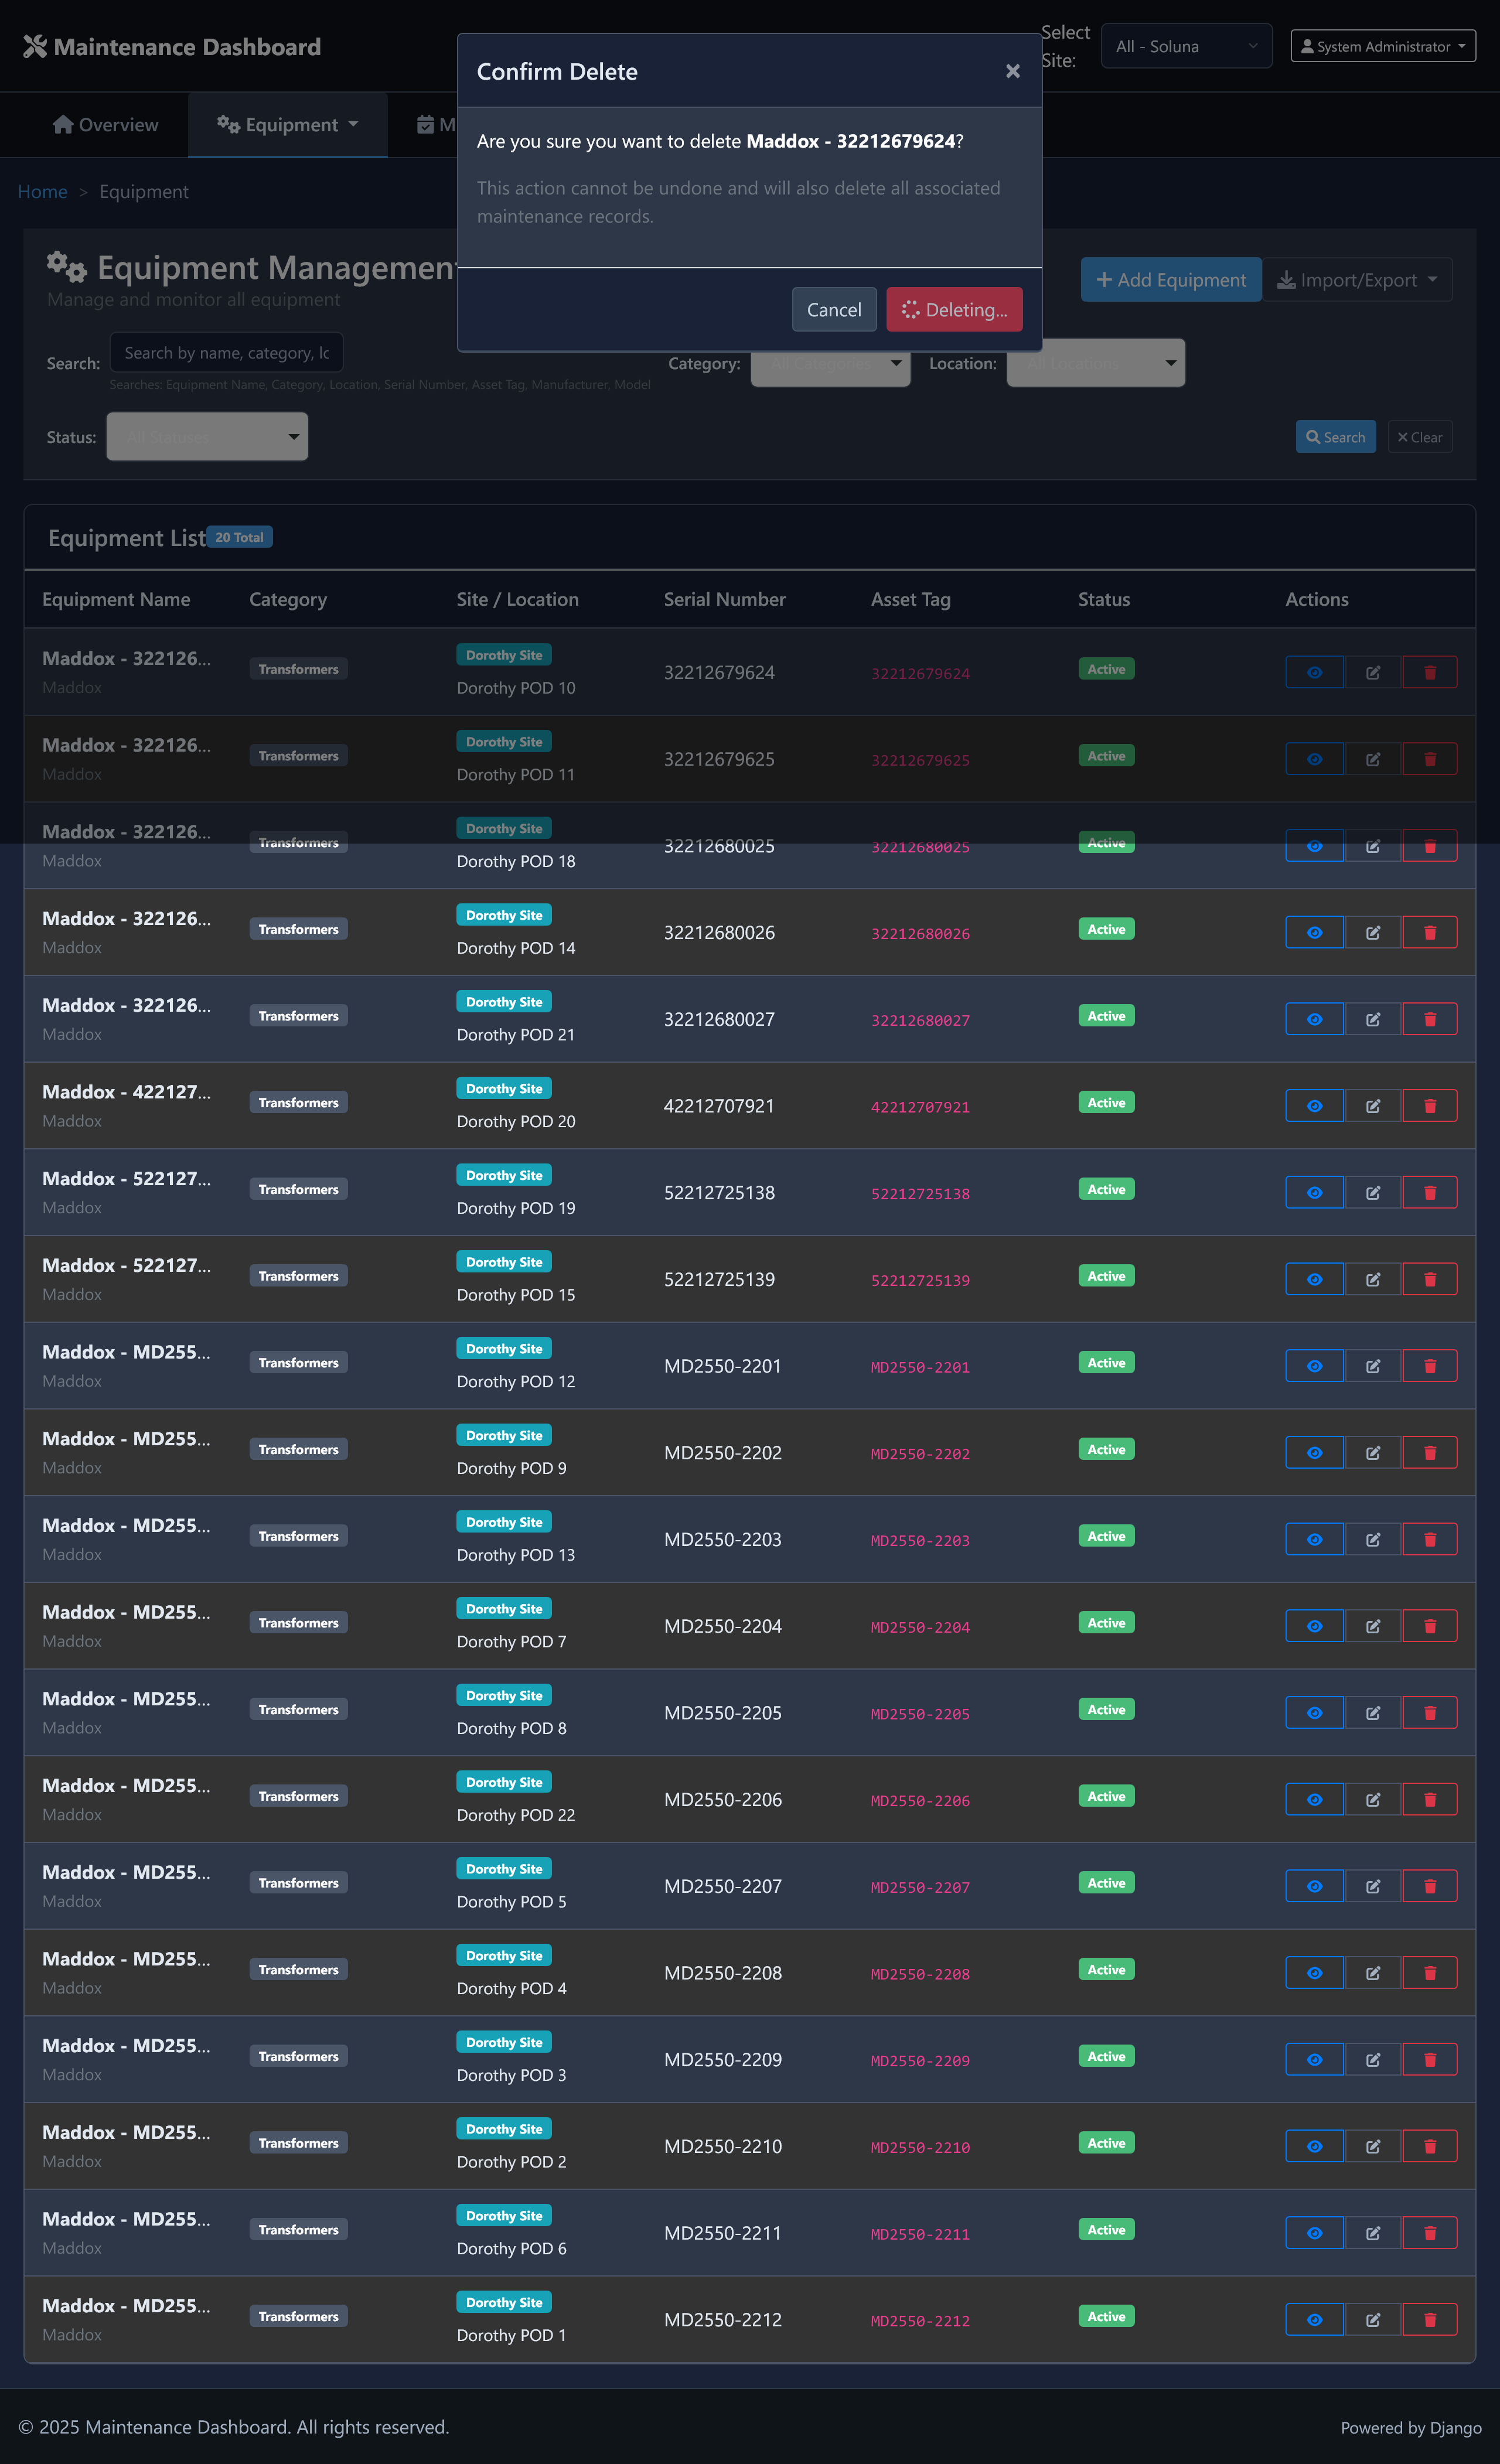 Maintenance Dashboard
Select Site:
All - Soluna
System Administrator
Overview
Equipment
M
Confirm Delete
Are you sure you want to delete Maddox - 32212679624?
This action cannot be undone and will also delete all associated
maintenance records.
Cancel
Deleting...
Home > Equipment
Equipment Management
Manage and monitor all equipment
Add Equipment
Import/Export
Search:
Search by name, category, lc
Searches: Equipment Name, Category, Location, Serial Number, Asset Tag, Manufacturer, Model
Category:
All Categories
Location:
All Locations
Status:
All Statuses
Search
Clear
Equipment List 20 Total
Equipment Name Category Site / Location Serial Number Asset Tag Status Actions
Maddox - 322126... Transformers Dorothy Site 32212679624 32212679624 Active
Maddox Dorothy POD 10
Maddox - 322126... Transformers Dorothy Site 32212679625 32212679625 Active
Maddox Dorothy POD 11
Maddox - 322126... Transformers Dorothy Site 32212680025 32212680025 Active
Maddox Dorothy POD 18
Maddox - 322126... Transformers Dorothy Site 32212680026 32212680026 Active
Maddox Dorothy POD 14
Maddox - 322126... Transformers Dorothy Site 32212680027 32212680027 Active
Maddox Dorothy POD 21
Maddox - 422127... Transformers Dorothy Site 42212707921 42212707921 Active
Maddox Dorothy POD 20
Maddox - 522127... Transformers Dorothy Site 52212725138 52212725138 Active
Maddox Dorothy POD 19
Maddox - 522127... Transformers Dorothy Site 52212725139 52212725139 Active
Maddox Dorothy POD 15
Maddox - MD255... Transformers Dorothy Site MD2550-2201 MD2550-2201 Active
Maddox Dorothy POD 12
Maddox - MD255... Transformers Dorothy Site MD2550-2202 MD2550-2202 Active
Maddox Dorothy POD 9
Maddox - MD255... Transformers Dorothy Site MD2550-2203 MD2550-2203 Active
Maddox Dorothy POD 13
Maddox - MD255... Transformers Dorothy Site MD2550-2204 MD2550-2204 Active
Maddox Dorothy POD 7
Maddox - MD255... Transformers Dorothy Site MD2550-2205 MD2550-2205 Active
Maddox Dorothy POD 8
Maddox - MD255... Transformers Dorothy Site MD2550-2206 MD2550-2206 Active
Maddox Dorothy POD 22
Maddox - MD255... Transformers Dorothy Site MD2550-2207 MD2550-2207 Active
Maddox Dorothy POD 5
Maddox - MD255... Transformers Dorothy Site MD2550-2208 MD2550-2208 Active
Maddox Dorothy POD 4
Maddox - MD255... Transformers Dorothy Site MD2550-2209 MD2550-2209 Active
Maddox Dorothy POD 3
Maddox - MD255... Transformers Dorothy Site MD2550-2210 MD2550-2210 Active
Maddox Dorothy POD 2
Maddox - MD255... Transformers Dorothy Site MD2550-2211 MD2550-2211 Active
Maddox Dorothy POD 6
Maddox - MD255... Transformers Dorothy Site MD2550-2212 MD2550-2212 Active
Maddox Dorothy POD 1
© 2025 Maintenance Dashboard. All rights reserved.
Powered by Django